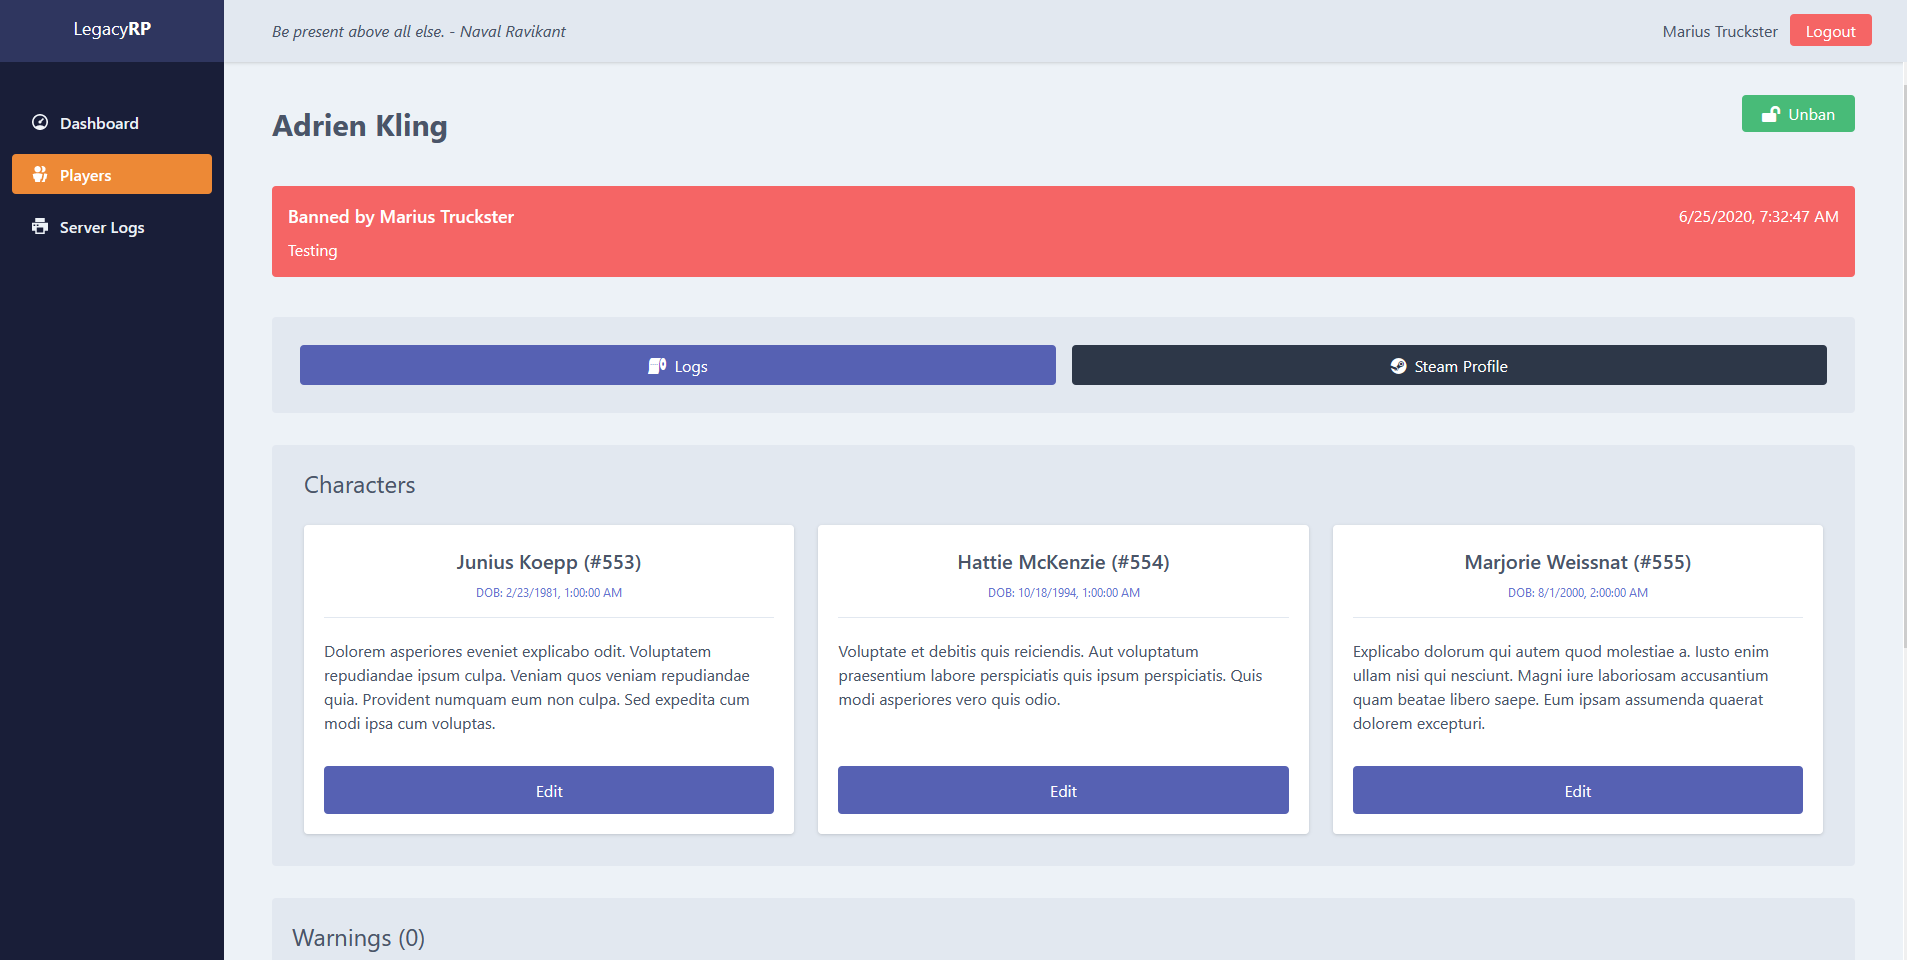 LegacyRP
Be present above all else. - Naval Ravikant
Marius Truckster
Logout
Dashboard
Players
Server Logs
Adrien Kling
Unban
Banned by Marius Truckster
6/25/2020, 7:32:47 AM
Testing
Logs
Steam Profile
Characters
Junius Koepp (#553)
DOB: 2/23/1981, 1:00:00 AM
Dolorem asperiores eveniet explicabo odit. Voluptatem
repudiandae ipsum culpa. Veniam quos veniam repudiandae
quia. Provident numquam eum non culpa. Sed expedita cum
modi ipsa cum voluptas.
Edit
Hattie McKenzie (#554)
DOB: 10/18/1994, 1:00:00 AM
Voluptate et debitis quis reiciendis. Aut voluptatum
praesentium labore perspiciatis quis ipsum perspiciatis. Quis
modi asperiores vero quis odio.
Edit
Marjorie Weissnat (#555)
DOB: 8/1/2000, 2:00:00 AM
Explicabo dolorum qui autem quod molestiae a. Iusto enim
ullam nisi qui nesciunt. Magni iure laboriosam accusantium
quam beatae libero saepe. Eum ipsam assumenda quaerat
dolorem excepturi.
Edit
Warnings (0)